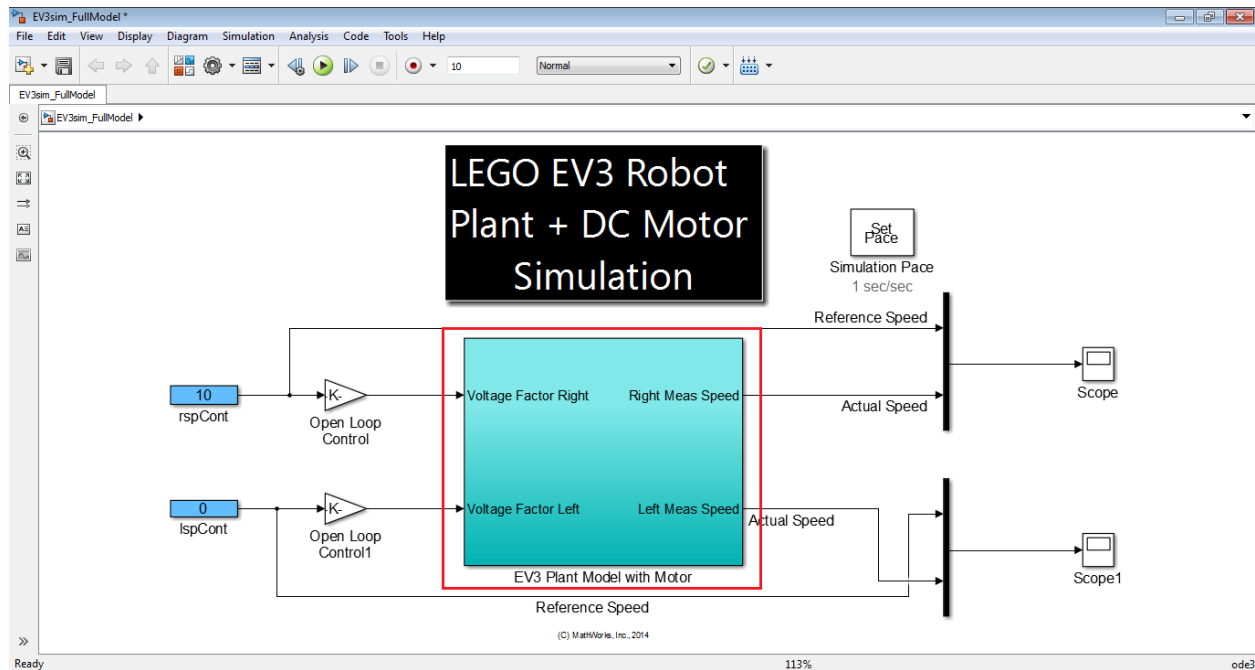 EV3sim_FullModel *
File Edit View Display Diagram Simulation Analysis Code Tools Help
10 Normal
EV3sim_FullModel
EV3sim_FullModel
LEGO EV3 Robot
Plant + DC Motor
Simulation
Set
Pace
Simulation Pace
1 sec/sec
Reference Speed
10
rspCont
-K-
Open Loop
Control
Voltage Factor Right
Right Meas Speed
Actual Speed
Scope
0
lspCont
-K-
Open Loop
Control1
Voltage Factor Left
Left Meas Speed
Actual Speed
Scope1
EV3 Plant Model with Motor
Reference Speed
(C) MathWorks, Inc., 2014
Ready 113% ode3